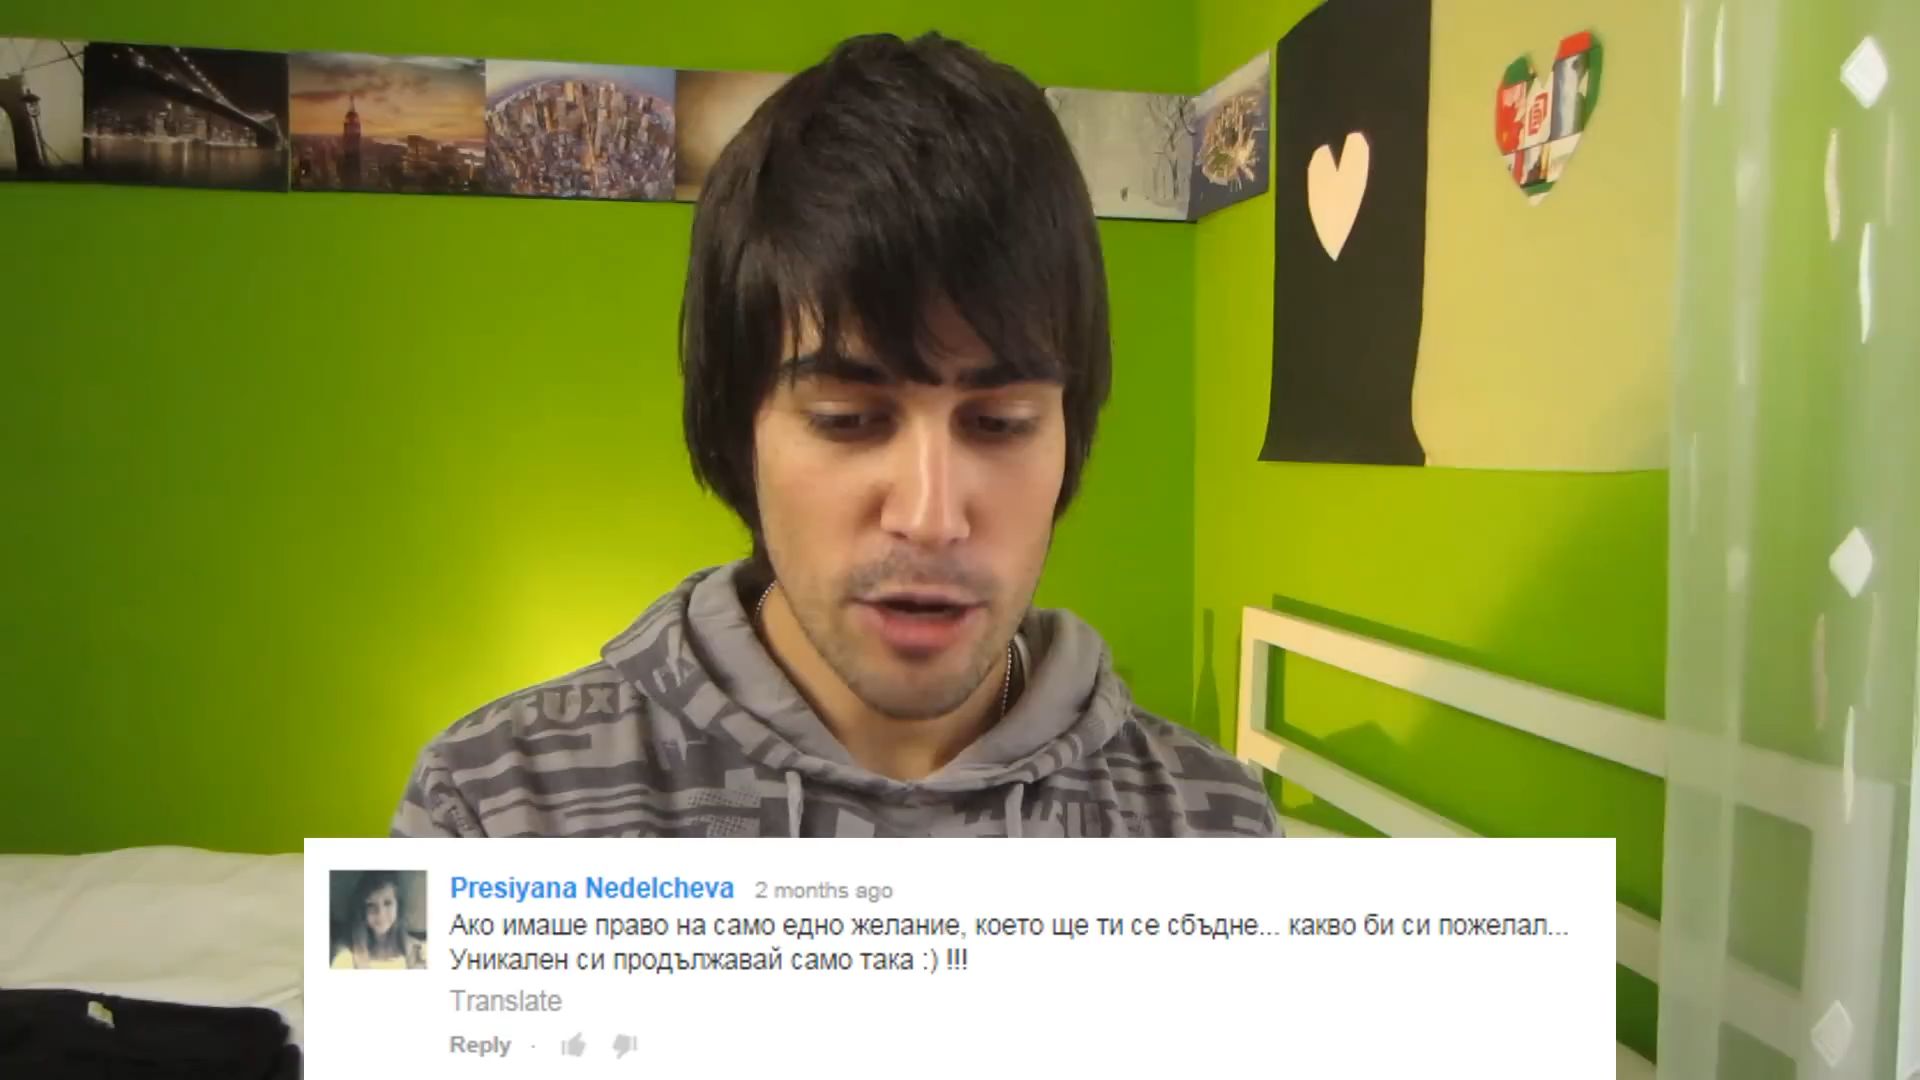 Presiyana Nedelcheva 2 months ago
Ако имаше право на само едно желание, което ще ти се сбъдне... какво би си пожелал...
Уникален си продължавай само така :) !!!
Translate
Reply ·